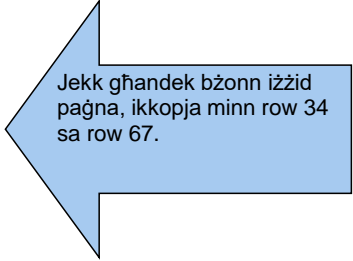 Jekk għandek bżonn iżżid
paġna, ikkopja minn row 34
sa row 67.